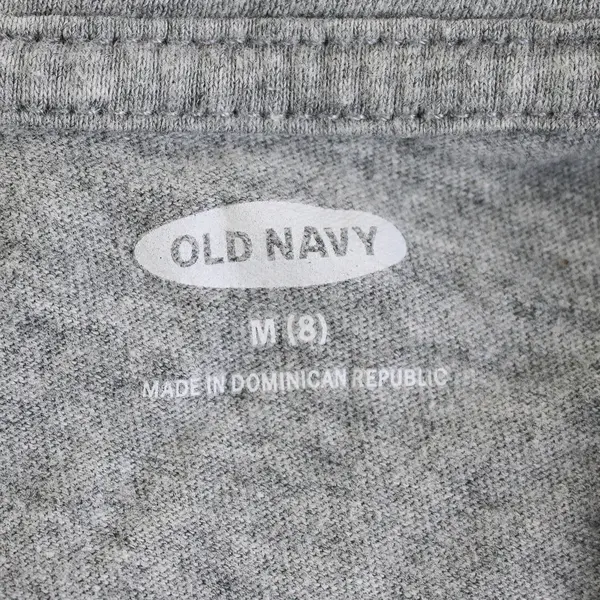 OLD NAVY
M (8)
MADE IN DOMINICAN REPUBLIC